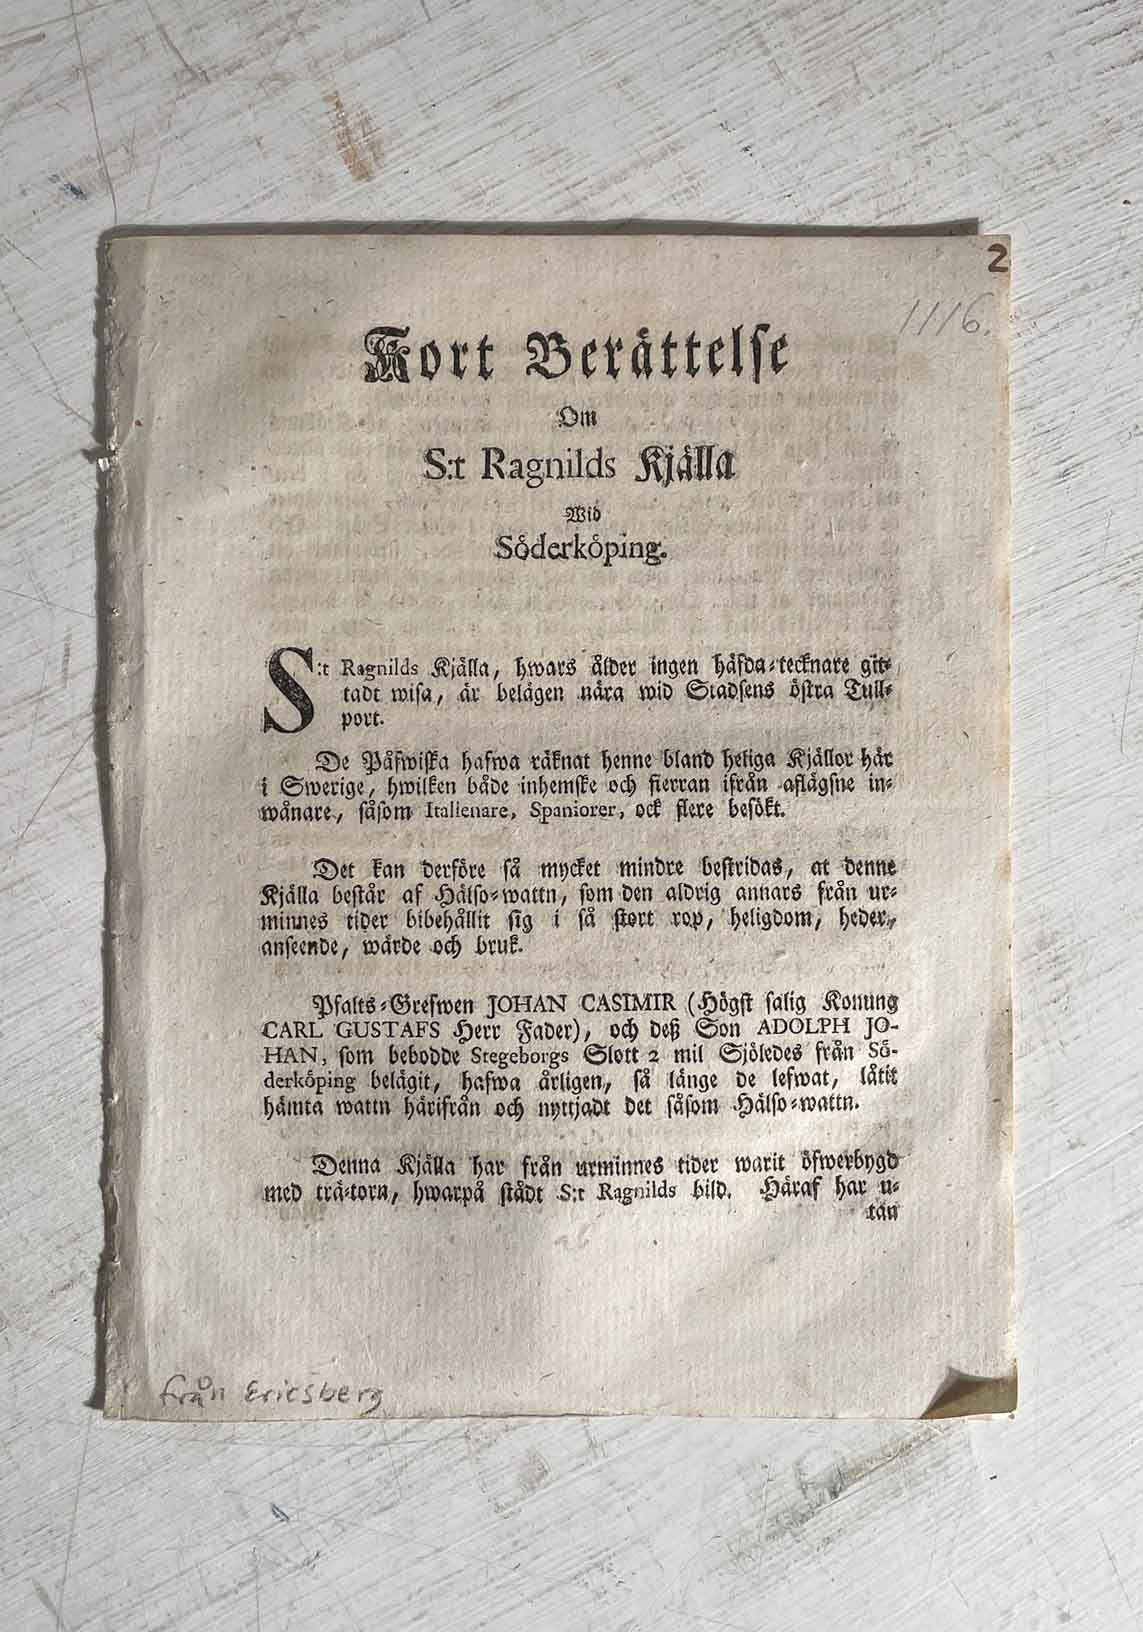 2
1116.
Kort Berättelse
Om
S:t Ragnilds Kjälla
Wid
Söderköping.
S:t Ragnilds Kjälla, hwars ålder ingen häfda-tecknare git-
tadt wisa, är belägen nära wid Stadsens östra Tull-
port.
De Påfwiska hafwa räknat henne bland heliga Kjällor här
i Swerige, hwilken både inhemske och fierran ifrån aflägsne in-
wånare, såsom Italienare, Spaniorer, ock flere besökt.
Det kan derföre så mycket mindre bestridas, at denne
Kjälla består af Hälso-wattn, som den aldrig annars från ur-
minnes tider bibehållit sig i så stort rop, heligdom, heder,
anseende, wärde och bruk.
Pfalts-Grefwen JOHAN CASIMIR (Högst salig Konung
CARL GUSTAFS Herr Fader), och deß Son ADOLPH JO-
HAN, som bebodde Stegeborgs Slott 2 mil Sjöledes från Sö-
derköping belägit, hafwa årligen, så länge de lefwat, låtit
hämta wattn härifrån och nyttjadt det såsom Hälso-wattn.
Denna Kjälla har från urminnes tider warit öfwerbygd
med trä-torn, hwarpå stådt S:t Ragnilds bild. Häraf har u-
tan
från Ericsberg